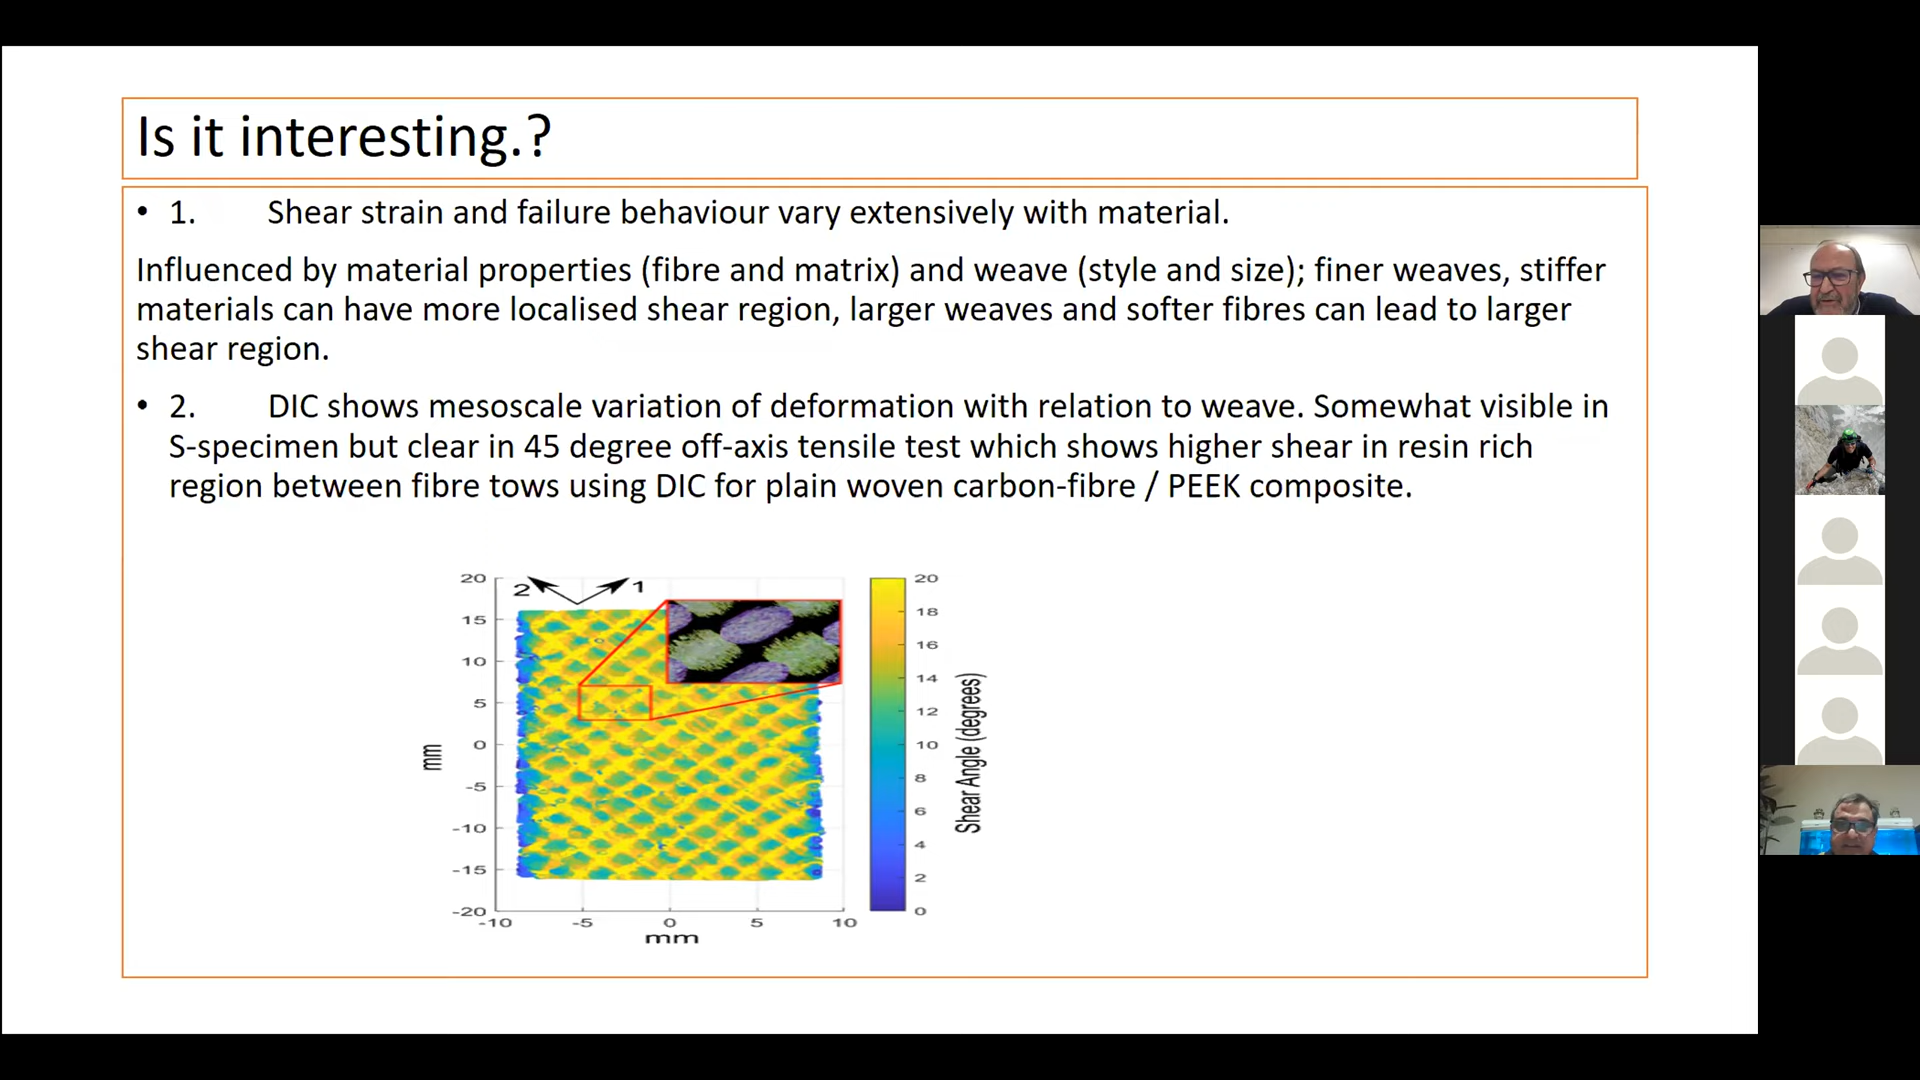 Is it interesting.?
• 1. Shear strain and failure behaviour vary extensively with material.
Influenced by material properties (fibre and matrix) and weave (style and size); finer weaves, stiffer
materials can have more localised shear region, larger weaves and softer fibres can lead to larger
shear region.
• 2. DIC shows mesoscale variation of deformation with relation to weave. Somewhat visible in
S-specimen but clear in 45 degree off-axis tensile test which shows higher shear in resin rich
region between fibre tows using DIC for plain woven carbon-fibre / PEEK composite.
2 1
20
15
10
5
0
-5
-10
-15
-20
mm
-10 -5 0 5 10
mm
20
18
16
14
12
10
8
6
4
2
0
Shear Angle (degrees)